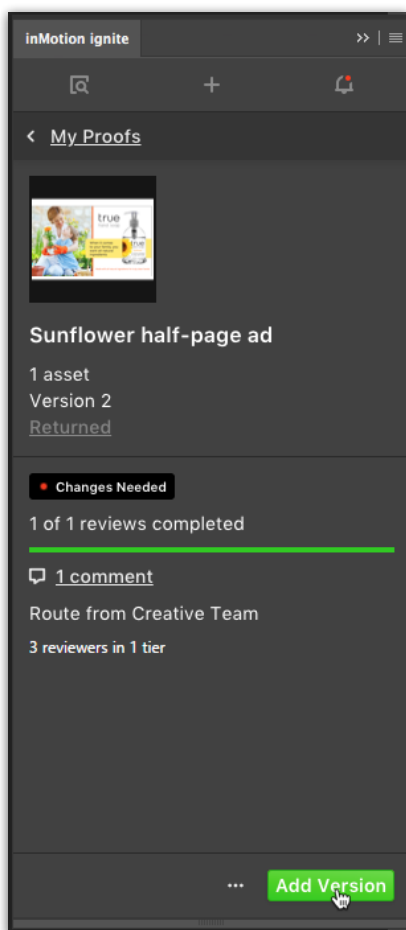 inMotion ignite
My Proofs
true
Sunflower half-page ad
1 asset
Version 2
Returned
Changes Needed
1 of 1 reviews completed
1 comment
Route from Creative Team
3 reviewers in 1 tier
Add Version